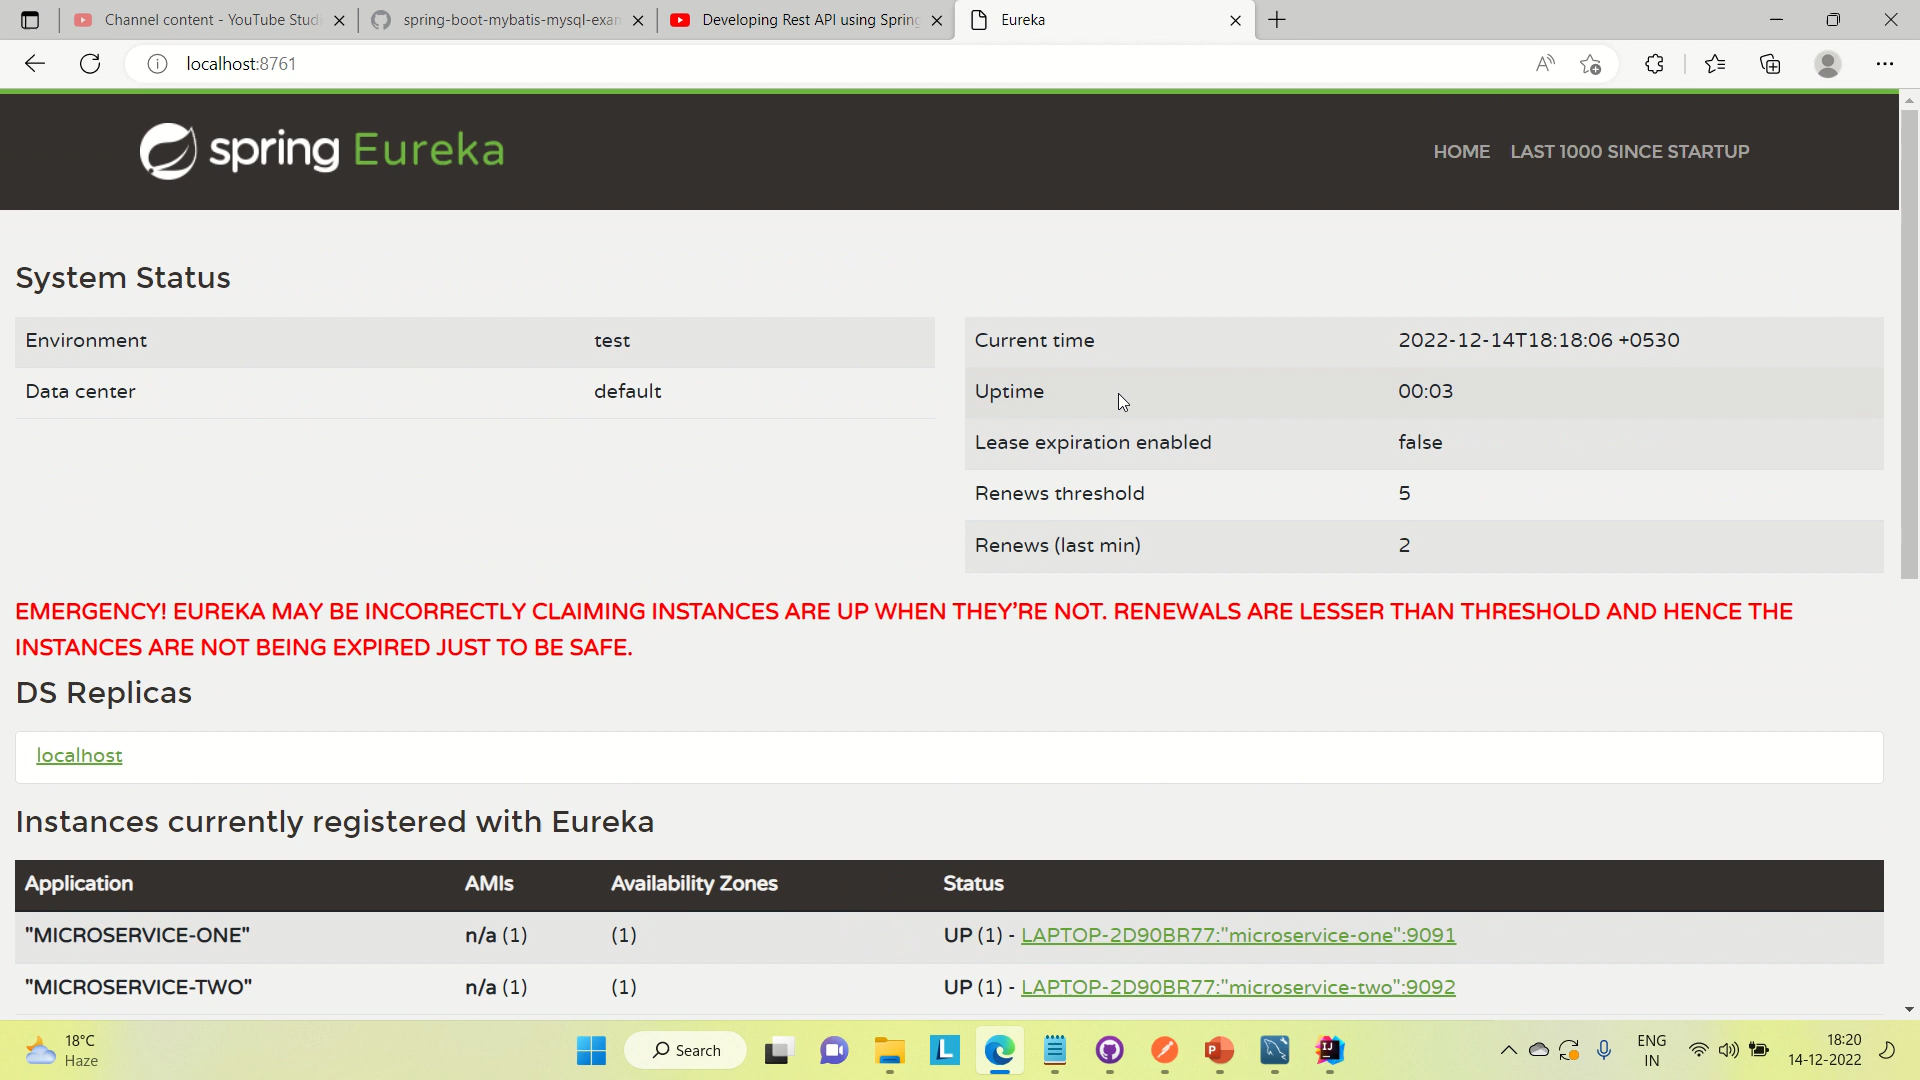 Channel content - YouTube Stud
spring-boot-mybatis-mysql-exam
Developing Rest API using Spring
Eureka
localhost:8761
spring Eureka
HOME LAST 1000 SINCE STARTUP
System Status
Environment test
Data center default
Current time 2022-12-14T18:18:06 +0530
Uptime 00:03
Lease expiration enabled false
Renews threshold 5
Renews (last min) 2
EMERGENCY! EUREKA MAY BE INCORRECTLY CLAIMING INSTANCES ARE UP WHEN THEY'RE NOT. RENEWALS ARE LESSER THAN THRESHOLD AND HENCE THE
INSTANCES ARE NOT BEING EXPIRED JUST TO BE SAFE.
DS Replicas
localhost
Instances currently registered with Eureka
Application AMIs Availability Zones Status
"MICROSERVICE-ONE" n/a (1) (1) UP (1) - LAPTOP-2D90BR77:"microservice-one":9091
"MICROSERVICE-TWO" n/a (1) (1) UP (1) - LAPTOP-2D90BR77:"microservice-two":9092
18°C
Haze
Search
ENG
IN
18:20
14-12-2022